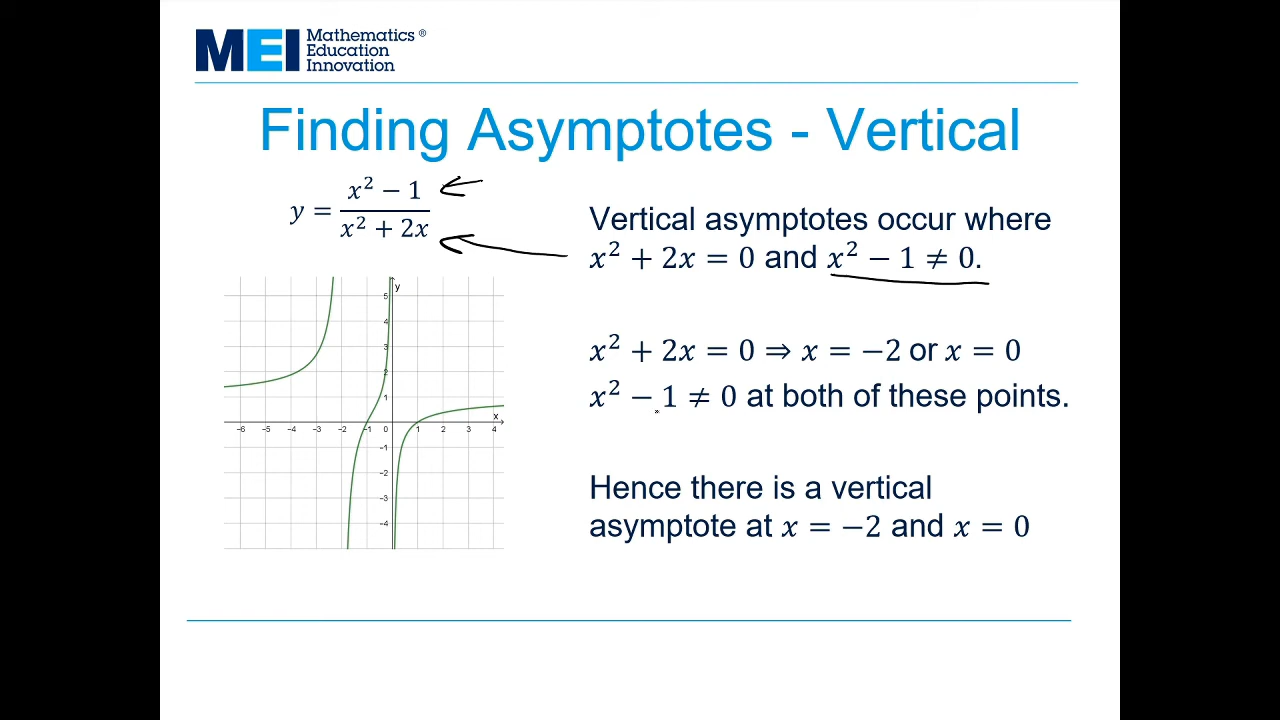 MEI Mathematics ®
Education
Innovation
Finding Asymptotes - Vertical
y = \frac{x² − 1}{x² + 2x}
Vertical asymptotes occur where
x² + 2x = 0 and x² − 1 ≠ 0.
x² + 2x = 0 ⇒ x = −2 or x = 0
x² − 1 ≠ 0 at both of these points.
Hence there is a vertical
asymptote at x = −2 and x = 0
y
5
4
3
2
1
x
−6 −5 −4 −3 −2 −1 0 1 2 3 4
−1
−2
−3
−4